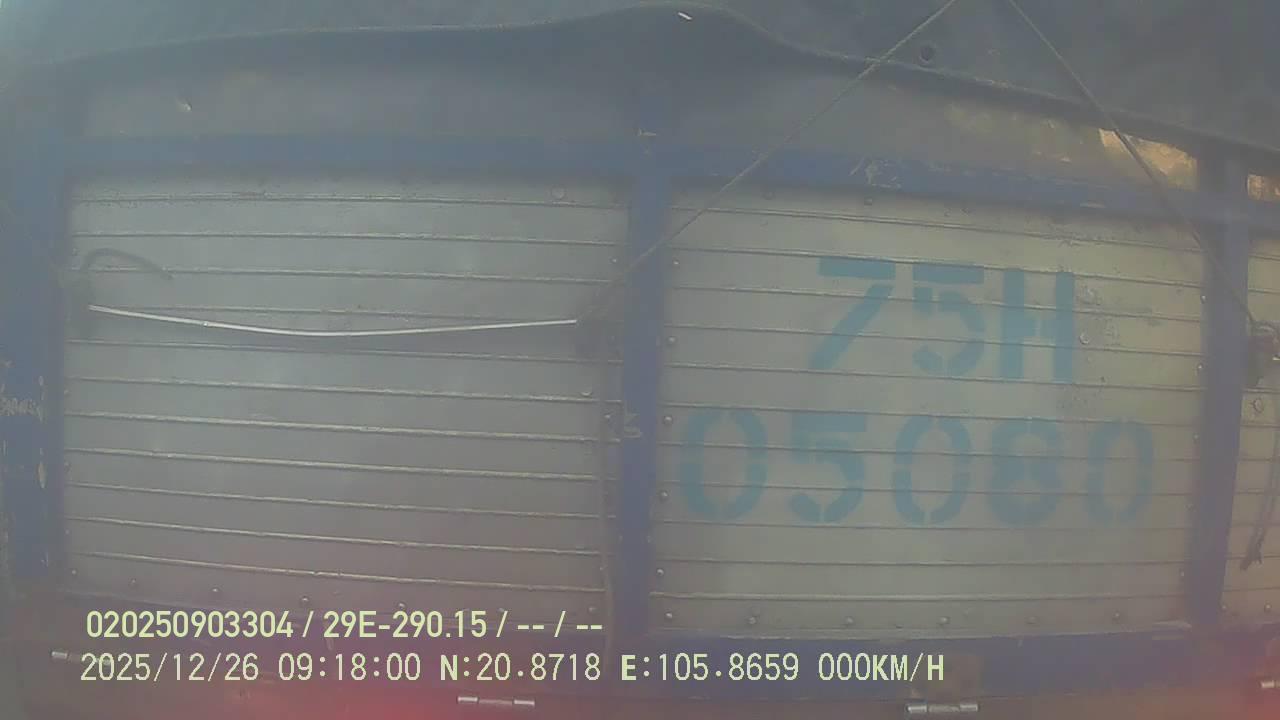 75H
05080
020250903304 / 29E-290.15 / -- / --
2025/12/26 09:18:00 N:20.8718 E:105.8659 000KM/H